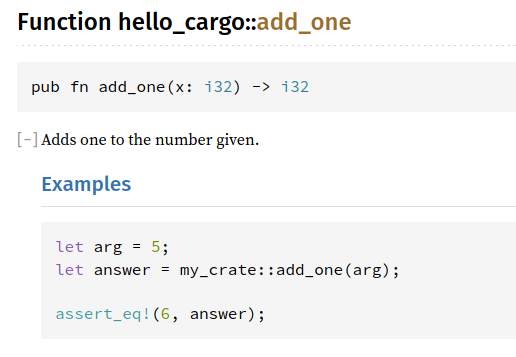 Function hello_cargo::add_one
pub fn add_one(x: i32) -> i32
[-] Adds one to the number given.
Examples
let arg = 5;
let answer = my_crate::add_one(arg);
assert_eq!(6, answer);